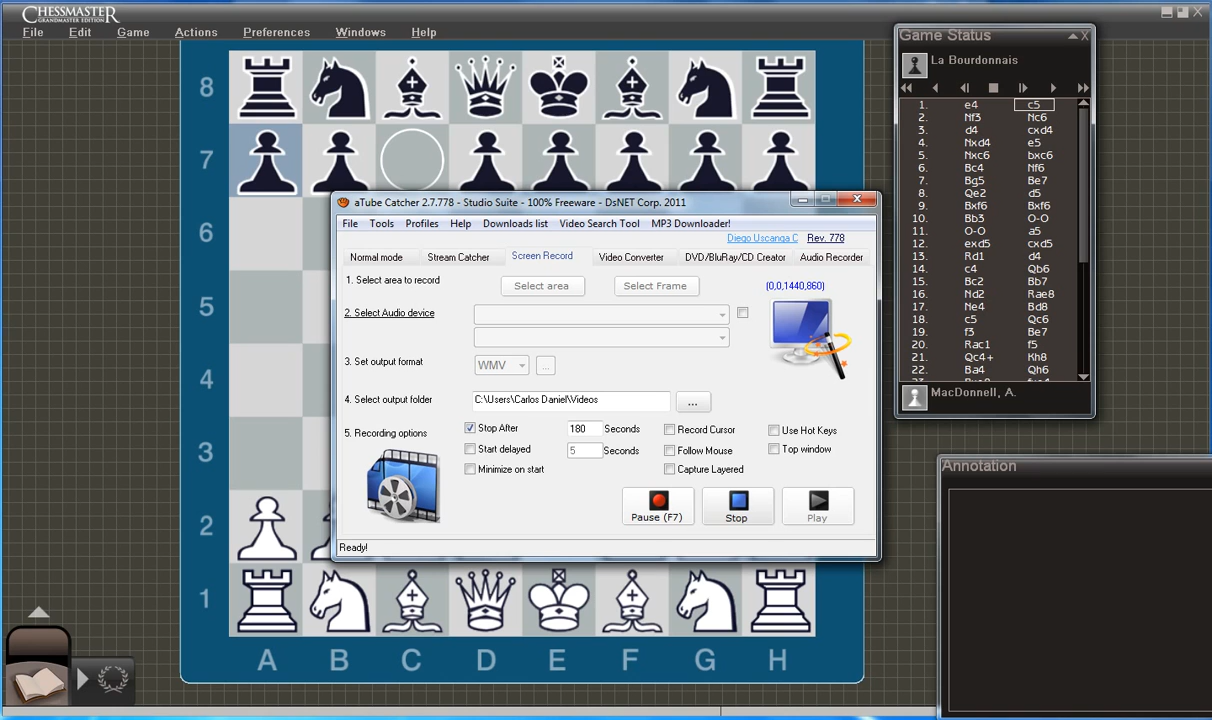 CHESSMASTER
GRANDMASTER EDITION
File Edit Game Actions Preferences Windows Help
8
7
6
5
4
3
2
1
A B C D E F G H
Game Status X
La Bourdonnais
1. e4 c5
2. Nf3 Nc6
3. d4 cxd4
4. Nxd4 e5
5. Nxc6 bxc6
6. Bc4 Nf6
7. Bg5 Be7
8. Qe2 d5
9. Bxf6 Bxf6
10. Bb3 O-O
11. O-O a5
12. exd5 cxd5
13. Rd1 d4
14. c4 Qb6
15. Bc2 Bb7
16. Nd2 Rae8
17. Ne4 Bd8
18. c5 Qc6
19. f3 Be7
20. Rac1 f5
21. Qc4+ Kh8
22. Ba4 Qh6
MacDonnell, A.
Annotation
aTube Catcher 2.7.778 - Studio Suite - 100% Freeware - DsNET Corp. 2011
File Tools Profiles Help Downloads list Video Search Tool MP3 Downloader!
Diego Uscanga C Rev. 778
Normal mode Stream Catcher Screen Record Video Converter DVD/BluRay/CD Creator Audio Recorder
1. Select area to record Select area Select Frame (0,0,1440,860)
2. Select Audio device
3. Set output format WMV ...
4. Select output folder C:\Users\Carlos Daniel\Videos ...
5. Recording options
Stop After 180 Seconds Record Cursor Use Hot Keys
Start delayed 5 Seconds Follow Mouse Top window
Minimize on start Capture Layered
Pause (F7) Stop Play
Ready!